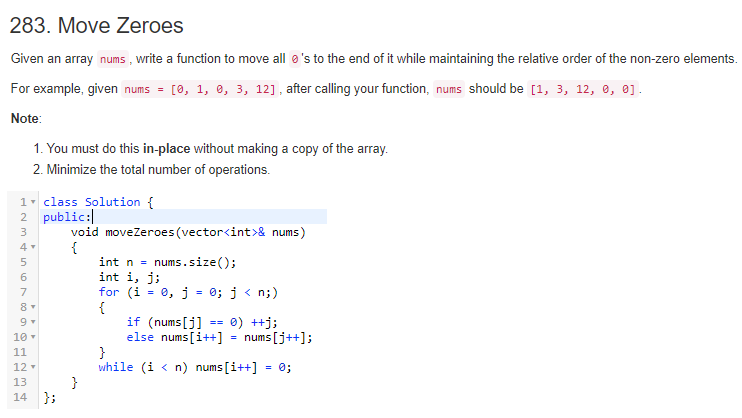 283. Move Zeroes
Given an array nums, write a function to move all 0's to the end of it while maintaining the relative order of the non-zero elements.
For example, given nums = [0, 1, 0, 3, 12], after calling your function, nums should be [1, 3, 12, 0, 0].
Note:
1. You must do this in-place without making a copy of the array.
2. Minimize the total number of operations.
1 class Solution {
2 public:
3 void moveZeroes(vector<int>& nums)
4 {
5 int n = nums.size();
6 int i, j;
7 for (i = 0, j = 0; j < n;)
8 {
9 if (nums[j] == 0) ++j;
10 else nums[i++] = nums[j++];
11 }
12 while (i < n) nums[i++] = 0;
13 }
14 };